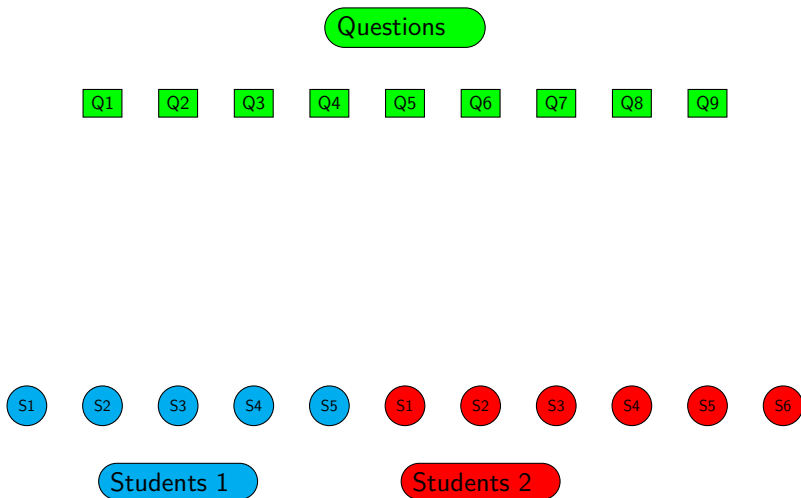 Questions
Q1 Q2 Q3 Q4 Q5 Q6 Q7 Q8 Q9
S1 S2 S3 S4 S5 S1 S2 S3 S4 S5 S6
Students 1 Students 2